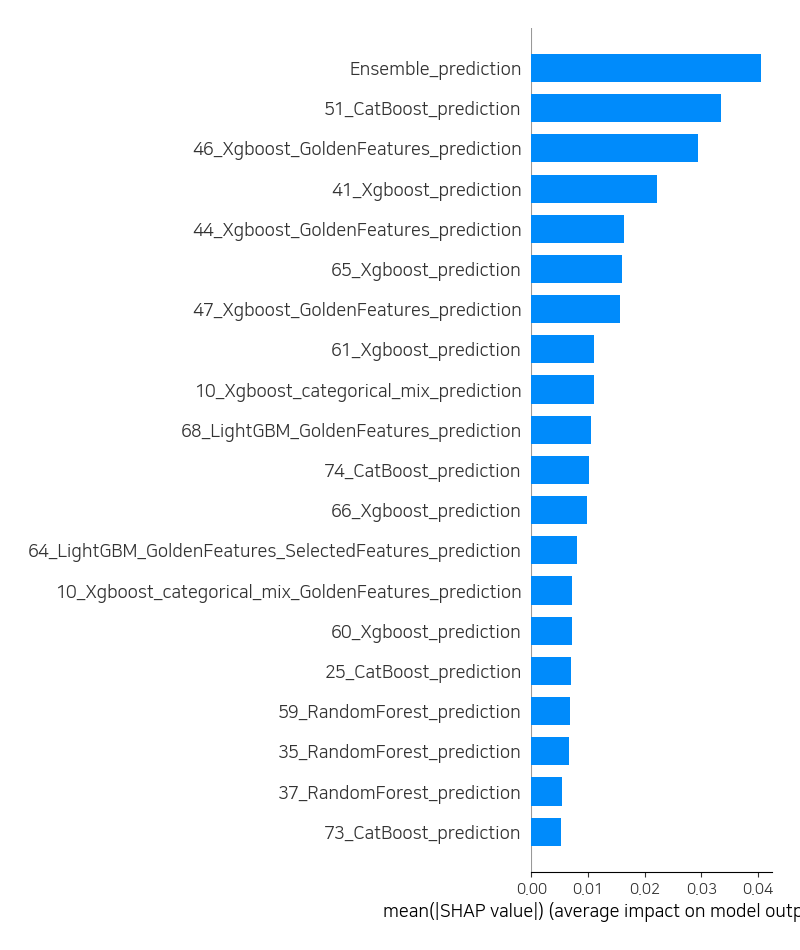 Ensemble_prediction
51_CatBoost_prediction
46_Xgboost_GoldenFeatures_prediction
41_Xgboost_prediction
44_Xgboost_GoldenFeatures_prediction
65_Xgboost_prediction
47_Xgboost_GoldenFeatures_prediction
61_Xgboost_prediction
10_Xgboost_categorical_mix_prediction
68_LightGBM_GoldenFeatures_prediction
74_CatBoost_prediction
66_Xgboost_prediction
64_LightGBM_GoldenFeatures_SelectedFeatures_prediction
10_Xgboost_categorical_mix_GoldenFeatures_prediction
60_Xgboost_prediction
25_CatBoost_prediction
59_RandomForest_prediction
35_RandomForest_prediction
37_RandomForest_prediction
73_CatBoost_prediction
0.00 0.01 0.02 0.03 0.04
mean(|SHAP value|) (average impact on model outp